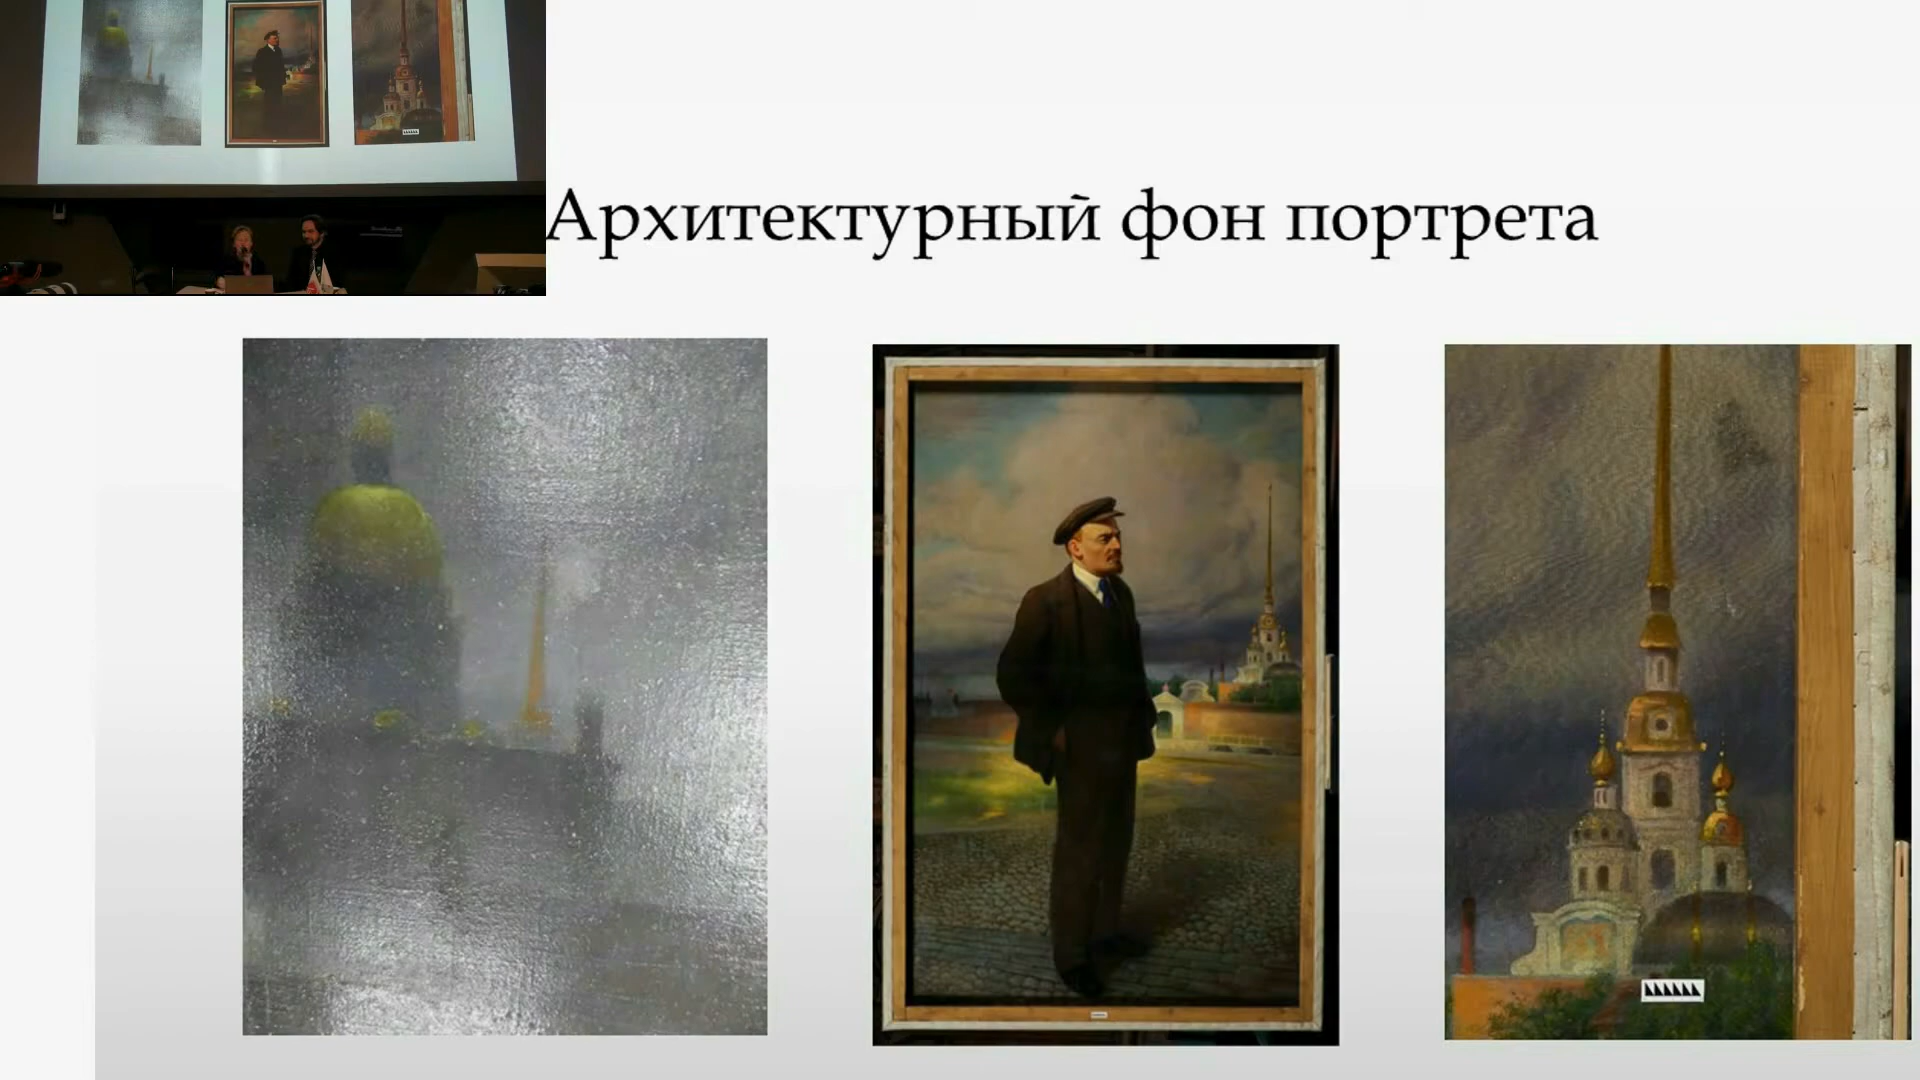 Архитектурный фон портрета